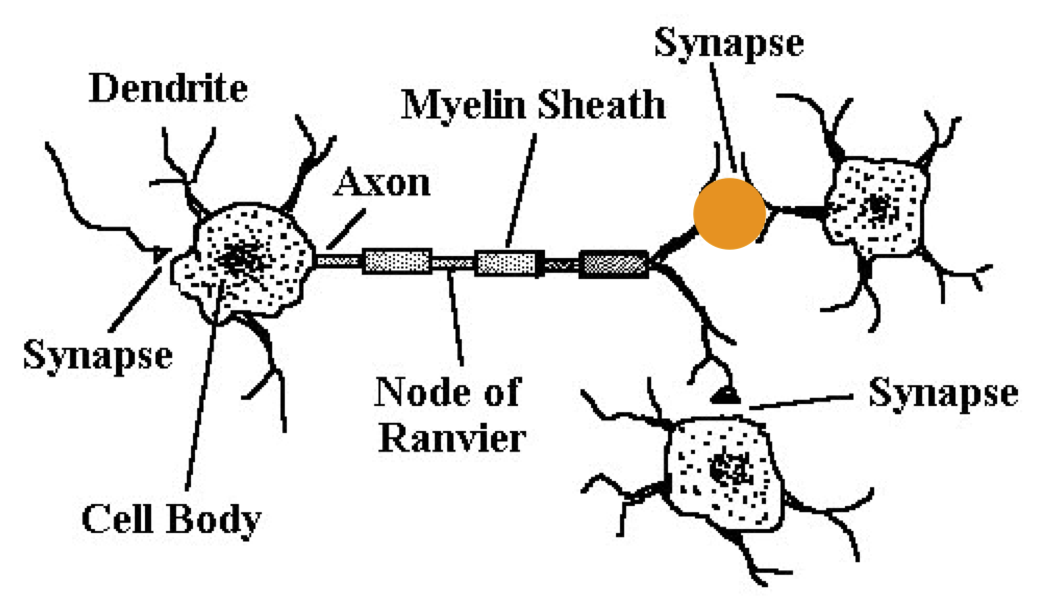 Synapse
Dendrite
Myelin Sheath
Axon
Synapse
Node of
Ranvier
Synapse
Cell Body